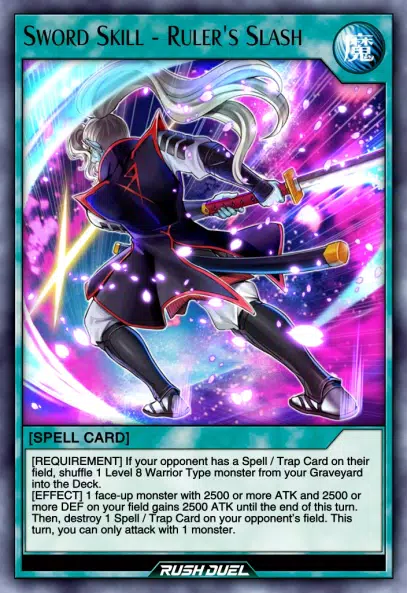 Sword Skill - Ruler's Slash
魔
[SPELL CARD]
[REQUIREMENT] If your opponent has a Spell / Trap Card on their
field, shuffle 1 Level 8 Warrior Type monster from your Graveyard
into the Deck.
[EFFECT] 1 face-up monster with 2500 or more ATK and 2500 or
more DEF on your field gains 2500 ATK until the end of this turn.
Then, destroy 1 Spell / Trap Card on your opponent's field. This
turn, you can only attack with 1 monster.
RUSH DUEL